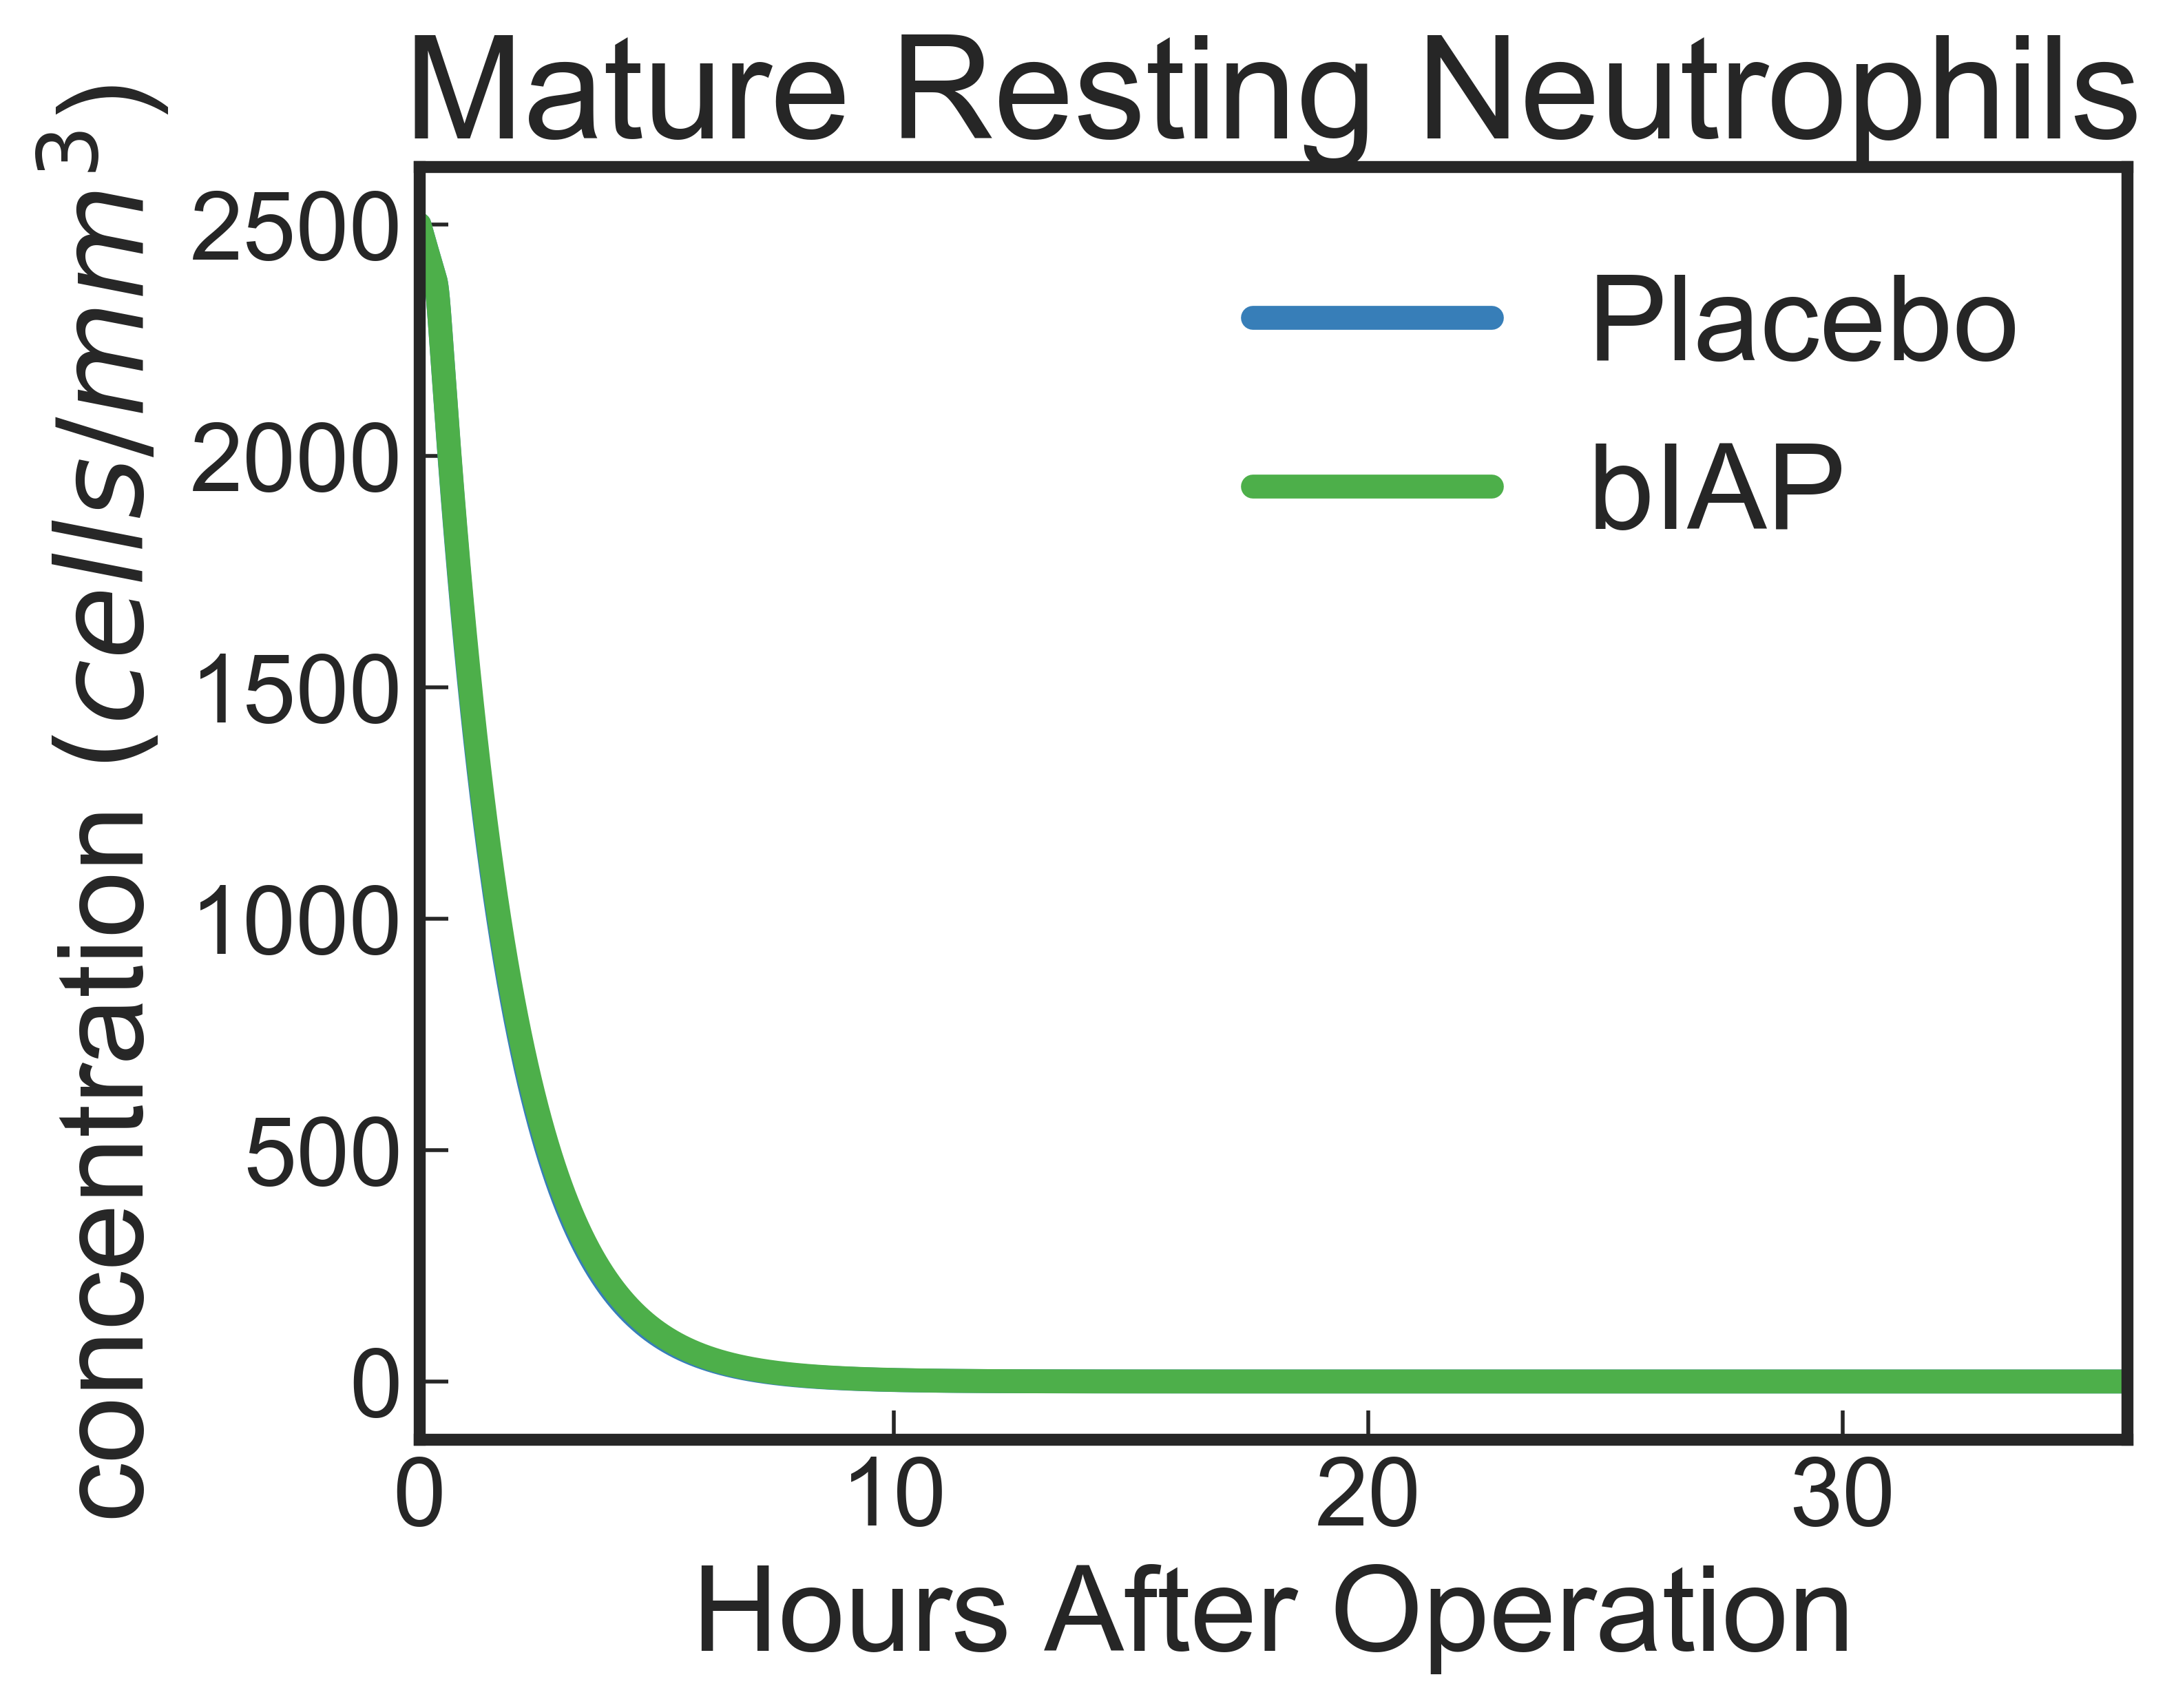 Mature Resting Neutrophils
concentration (cells/mm³)
2500
2000
1500
1000
500
0
Placebo
bIAP
0 10 20 30
Hours After Operation